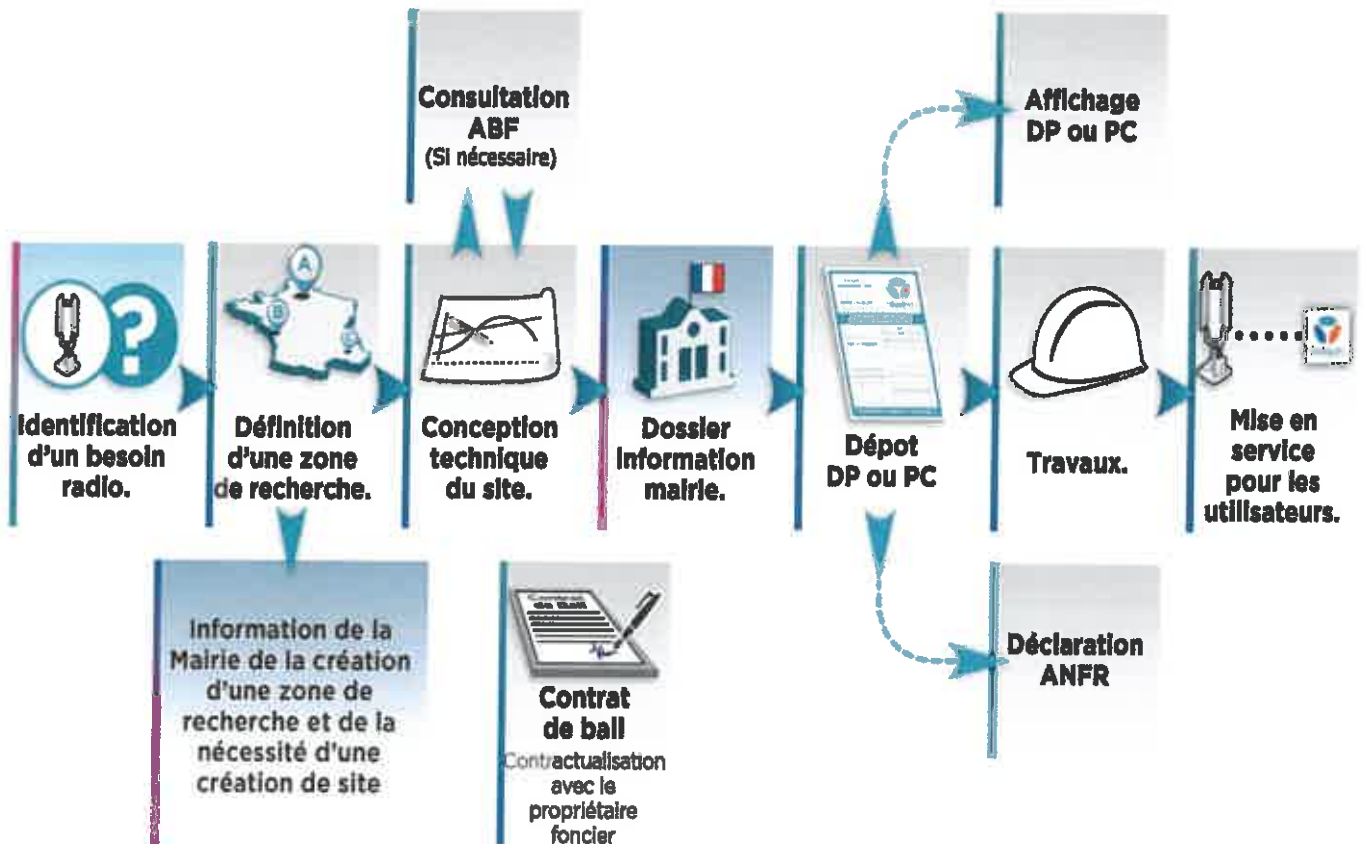 Consultation
ABF
(Si nécessaire)
Affichage
DP ou PC
A
B
C
Identification
d'un besoin
radio.
Définition
d'une zone
de recherche.
Conception
technique
du site.
Dossier
Information
mairie.
Dépot
DP ou PC
Travaux.
Mise en
service
pour les
utilisateurs.
Information de la
Mairie de la création
d'une zone de
recherche et de la
nécessité d'une
création de site
Contrat
de Bail
Contrat
de bail
Contractualisation
avec le
propriétaire
foncier
Déclaration
ANFR
?